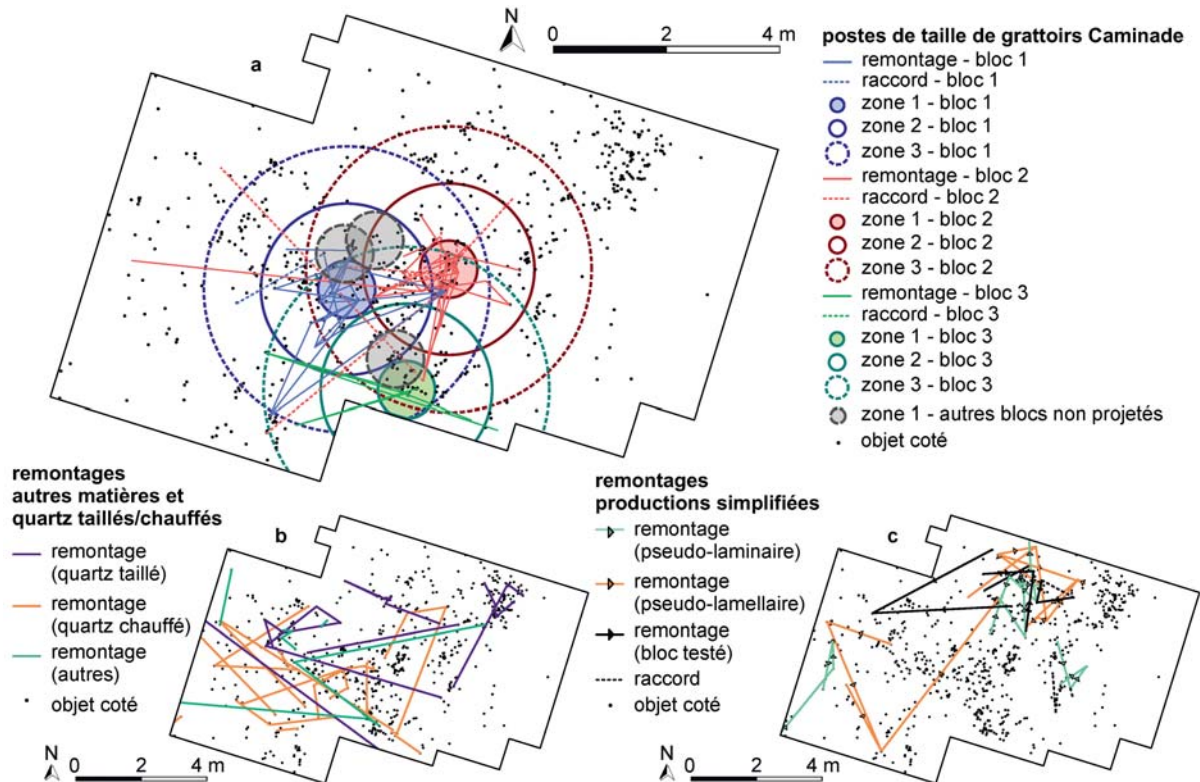 N
0 2 4 m
a
postes de taille de grattoirs Caminade
remontage - bloc 1
raccord - bloc 1
zone 1 - bloc 1
zone 2 - bloc 1
zone 3 - bloc 1
remontage - bloc 2
raccord - bloc 2
zone 1 - bloc 2
zone 2 - bloc 2
zone 3 - bloc 2
remontage - bloc 3
raccord - bloc 3
zone 1 - bloc 3
zone 2 - bloc 3
zone 3 - bloc 3
zone 1 - autres blocs non projetés
objet coté
remontages
autres matières et
quartz taillés/chauffés
remontage
(quartz taillé)
remontage
(quartz chauffé)
remontage
(autres)
objet coté
b
N
0 2 4 m
remontages
productions simplifiées
remontage
(pseudo-laminaire)
remontage
(pseudo-lamellaire)
remontage
(bloc testé)
raccord
objet coté
c
N
0 2 4 m